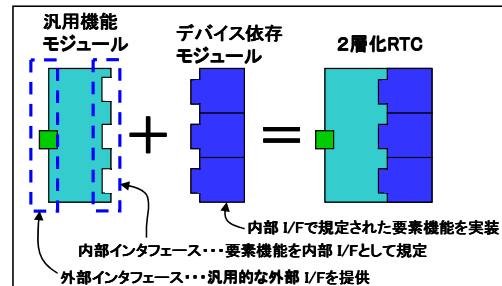 汎用機能
モジュール
デバイス依存
モジュール
2層化RTC
内部 I/Fで規定された要素機能を実装
内部インタフェース・・・要素機能を内部 I/Fとして規定
外部インタフェース・・・汎用的な外部 I/Fを提供